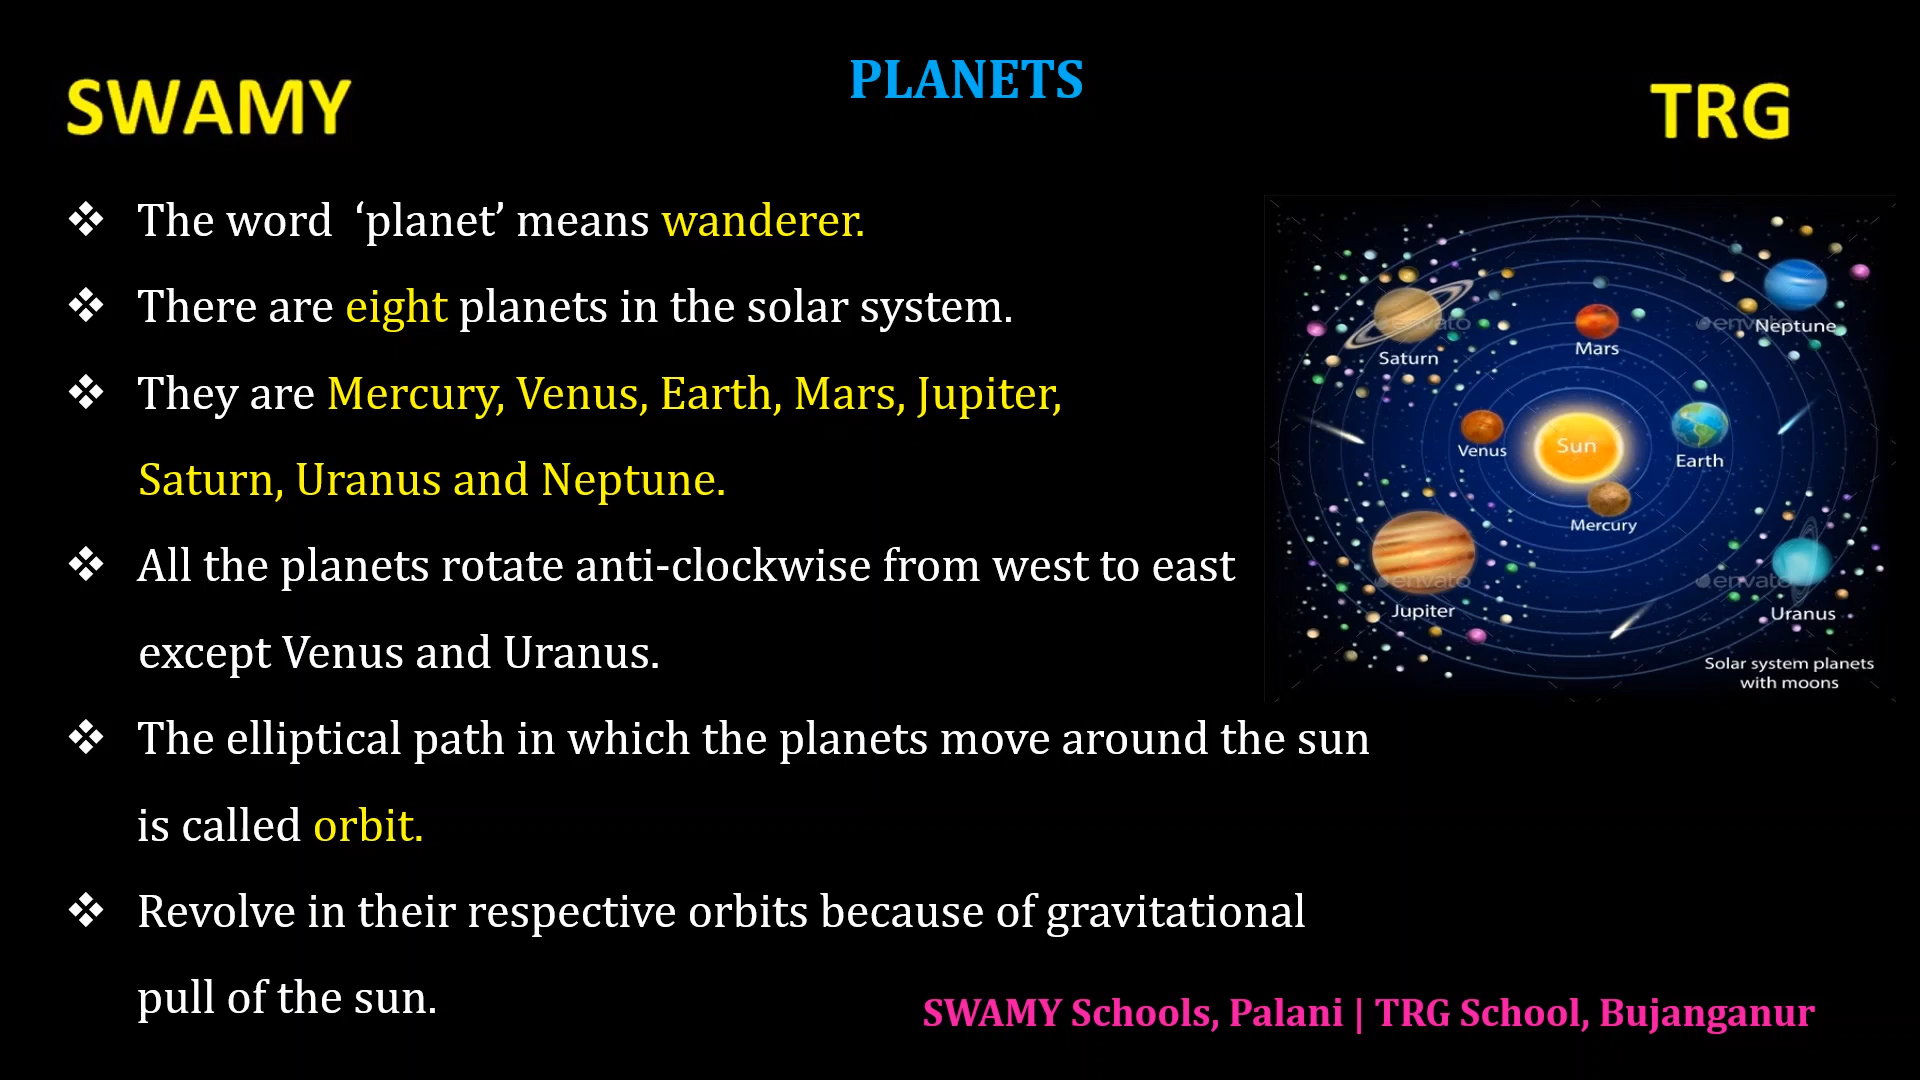 SWAMY
PLANETS
TRG
❖ The word ‘planet’ means wanderer.
❖ There are eight planets in the solar system.
❖ They are Mercury, Venus, Earth, Mars, Jupiter,
Saturn, Uranus and Neptune.
❖ All the planets rotate anti-clockwise from west to east
except Venus and Uranus.
❖ The elliptical path in which the planets move around the sun
is called orbit.
❖ Revolve in their respective orbits because of gravitational
pull of the sun.
Saturn
envato
Mars
envato
Neptune
Venus
Sun
Earth
Mercury
envato
Jupiter
envato
Uranus
Solar system planets
with moons
SWAMY Schools, Palani | TRG School, Bujanganur